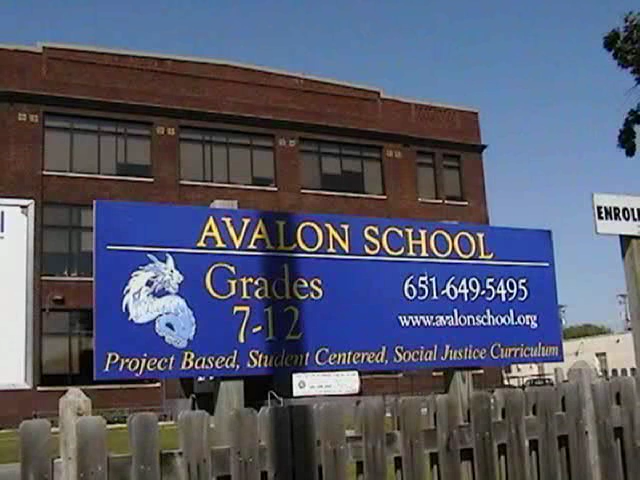 AVALON SCHOOL
Grades
7-12
651-649-5495
www.avalonschool.org
Project Based, Student Centered, Social Justice Curriculum
ENROLL